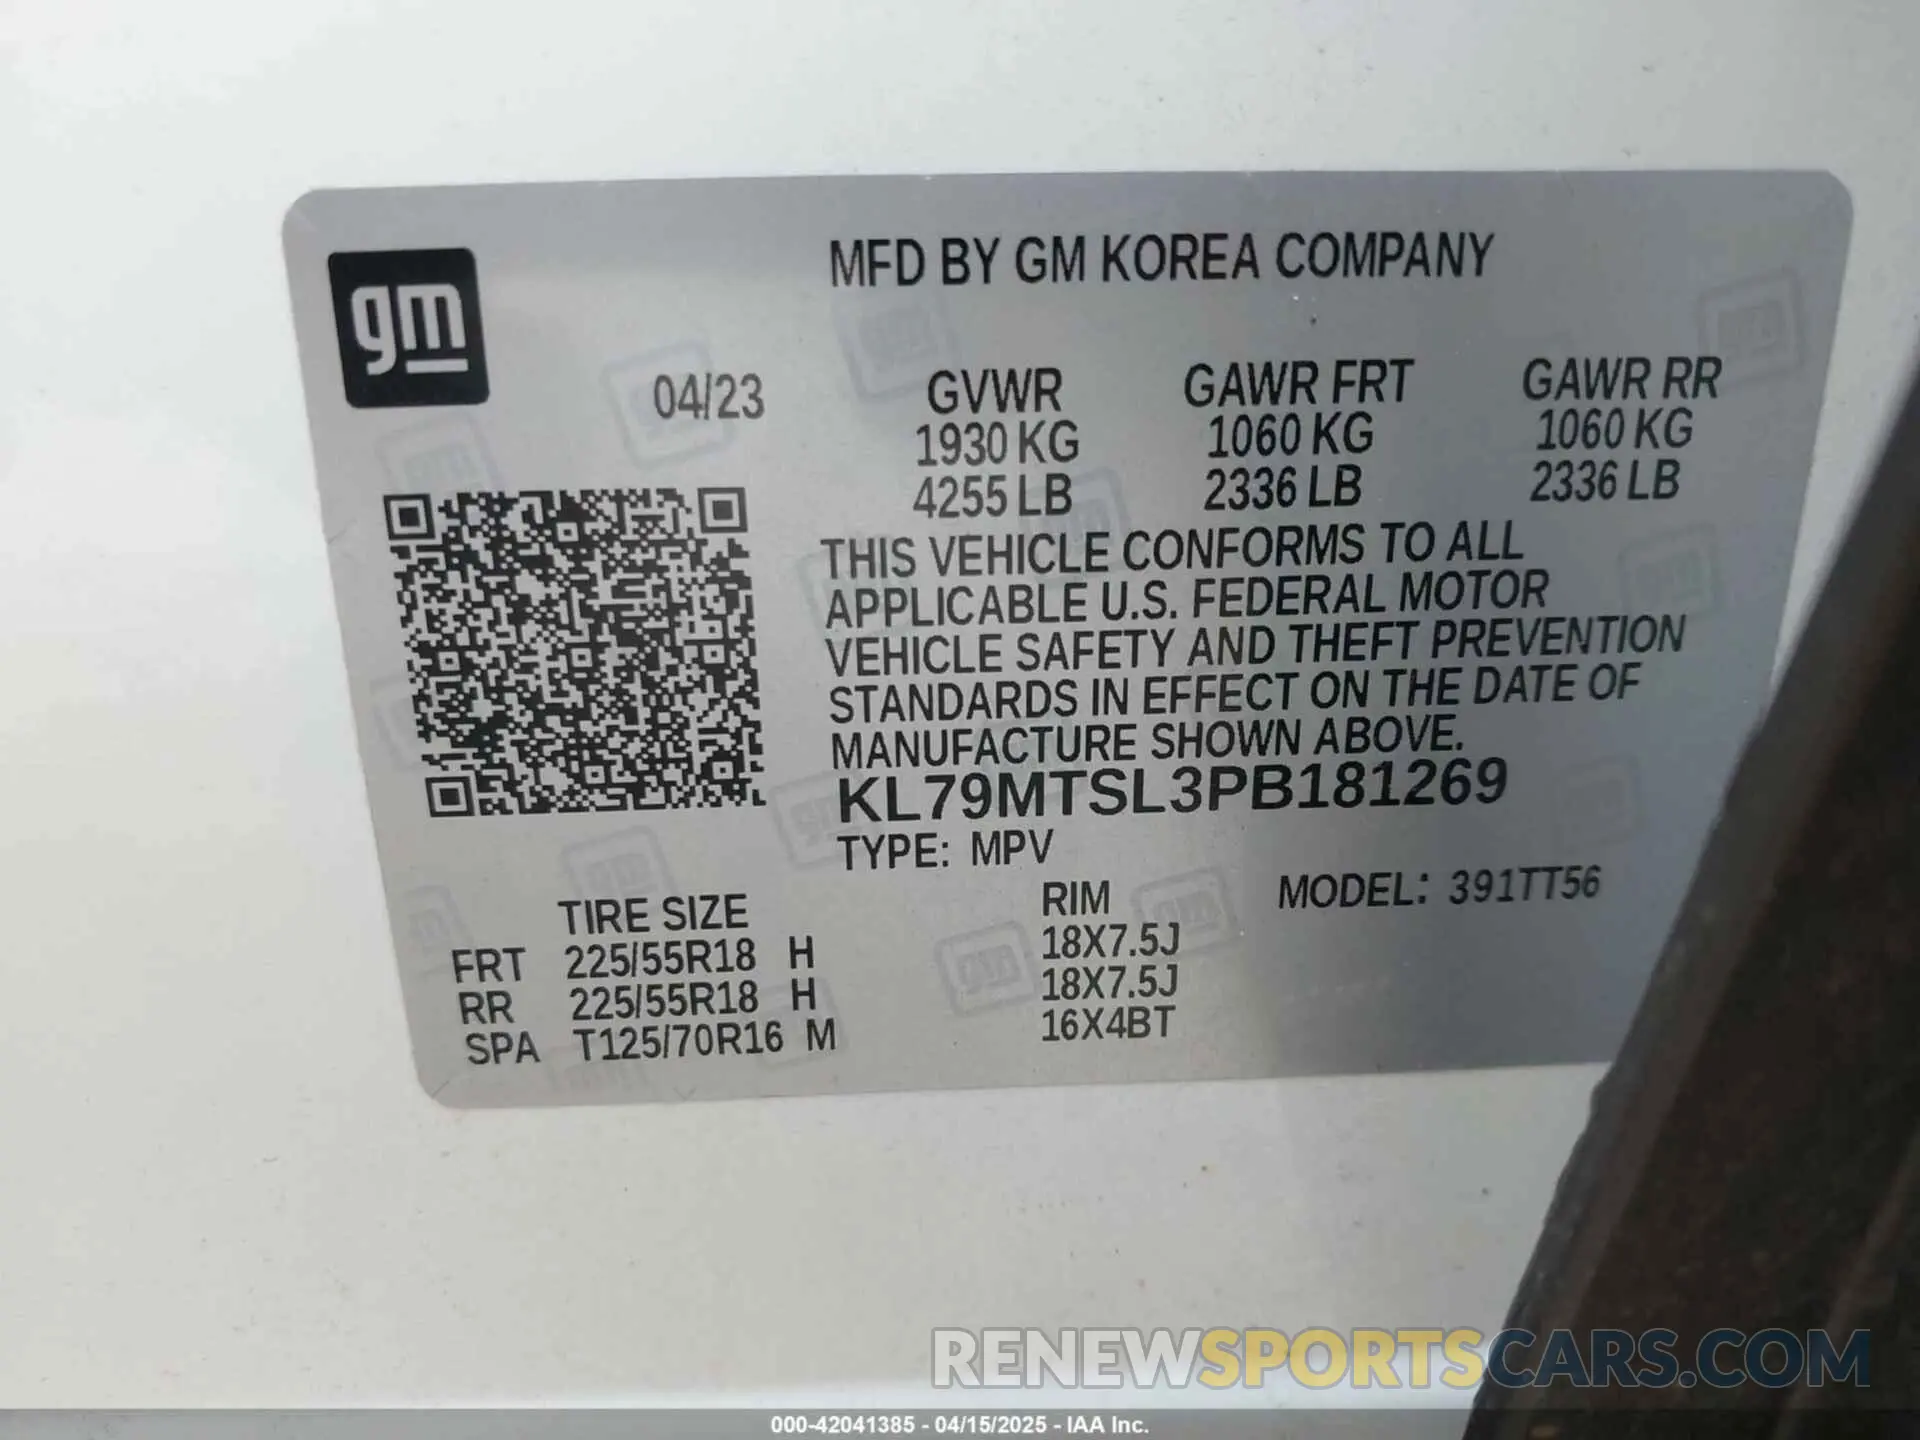 gm
MFD BY GM KOREA COMPANY
04/23
GVWR GAWR FRT GAWR RR
1930 KG 1060 KG 1060 KG
4255 LB 2336 LB 2336 LB
THIS VEHICLE CONFORMS TO ALL
APPLICABLE U.S. FEDERAL MOTOR
VEHICLE SAFETY AND THEFT PREVENTION
STANDARDS IN EFFECT ON THE DATE OF
MANUFACTURE SHOWN ABOVE.
KL79MTSL3PB181269
TYPE: MPV
TIRE SIZE RIM MODEL: 391TT56
FRT 225/55R18 H 18X7.5J
RR 225/55R18 H 18X7.5J
SPA T125/70R16 M 16X4BT
RENEWSPORTSCARS.COM
000-42041385 - 04/15/2025 - IAA Inc.